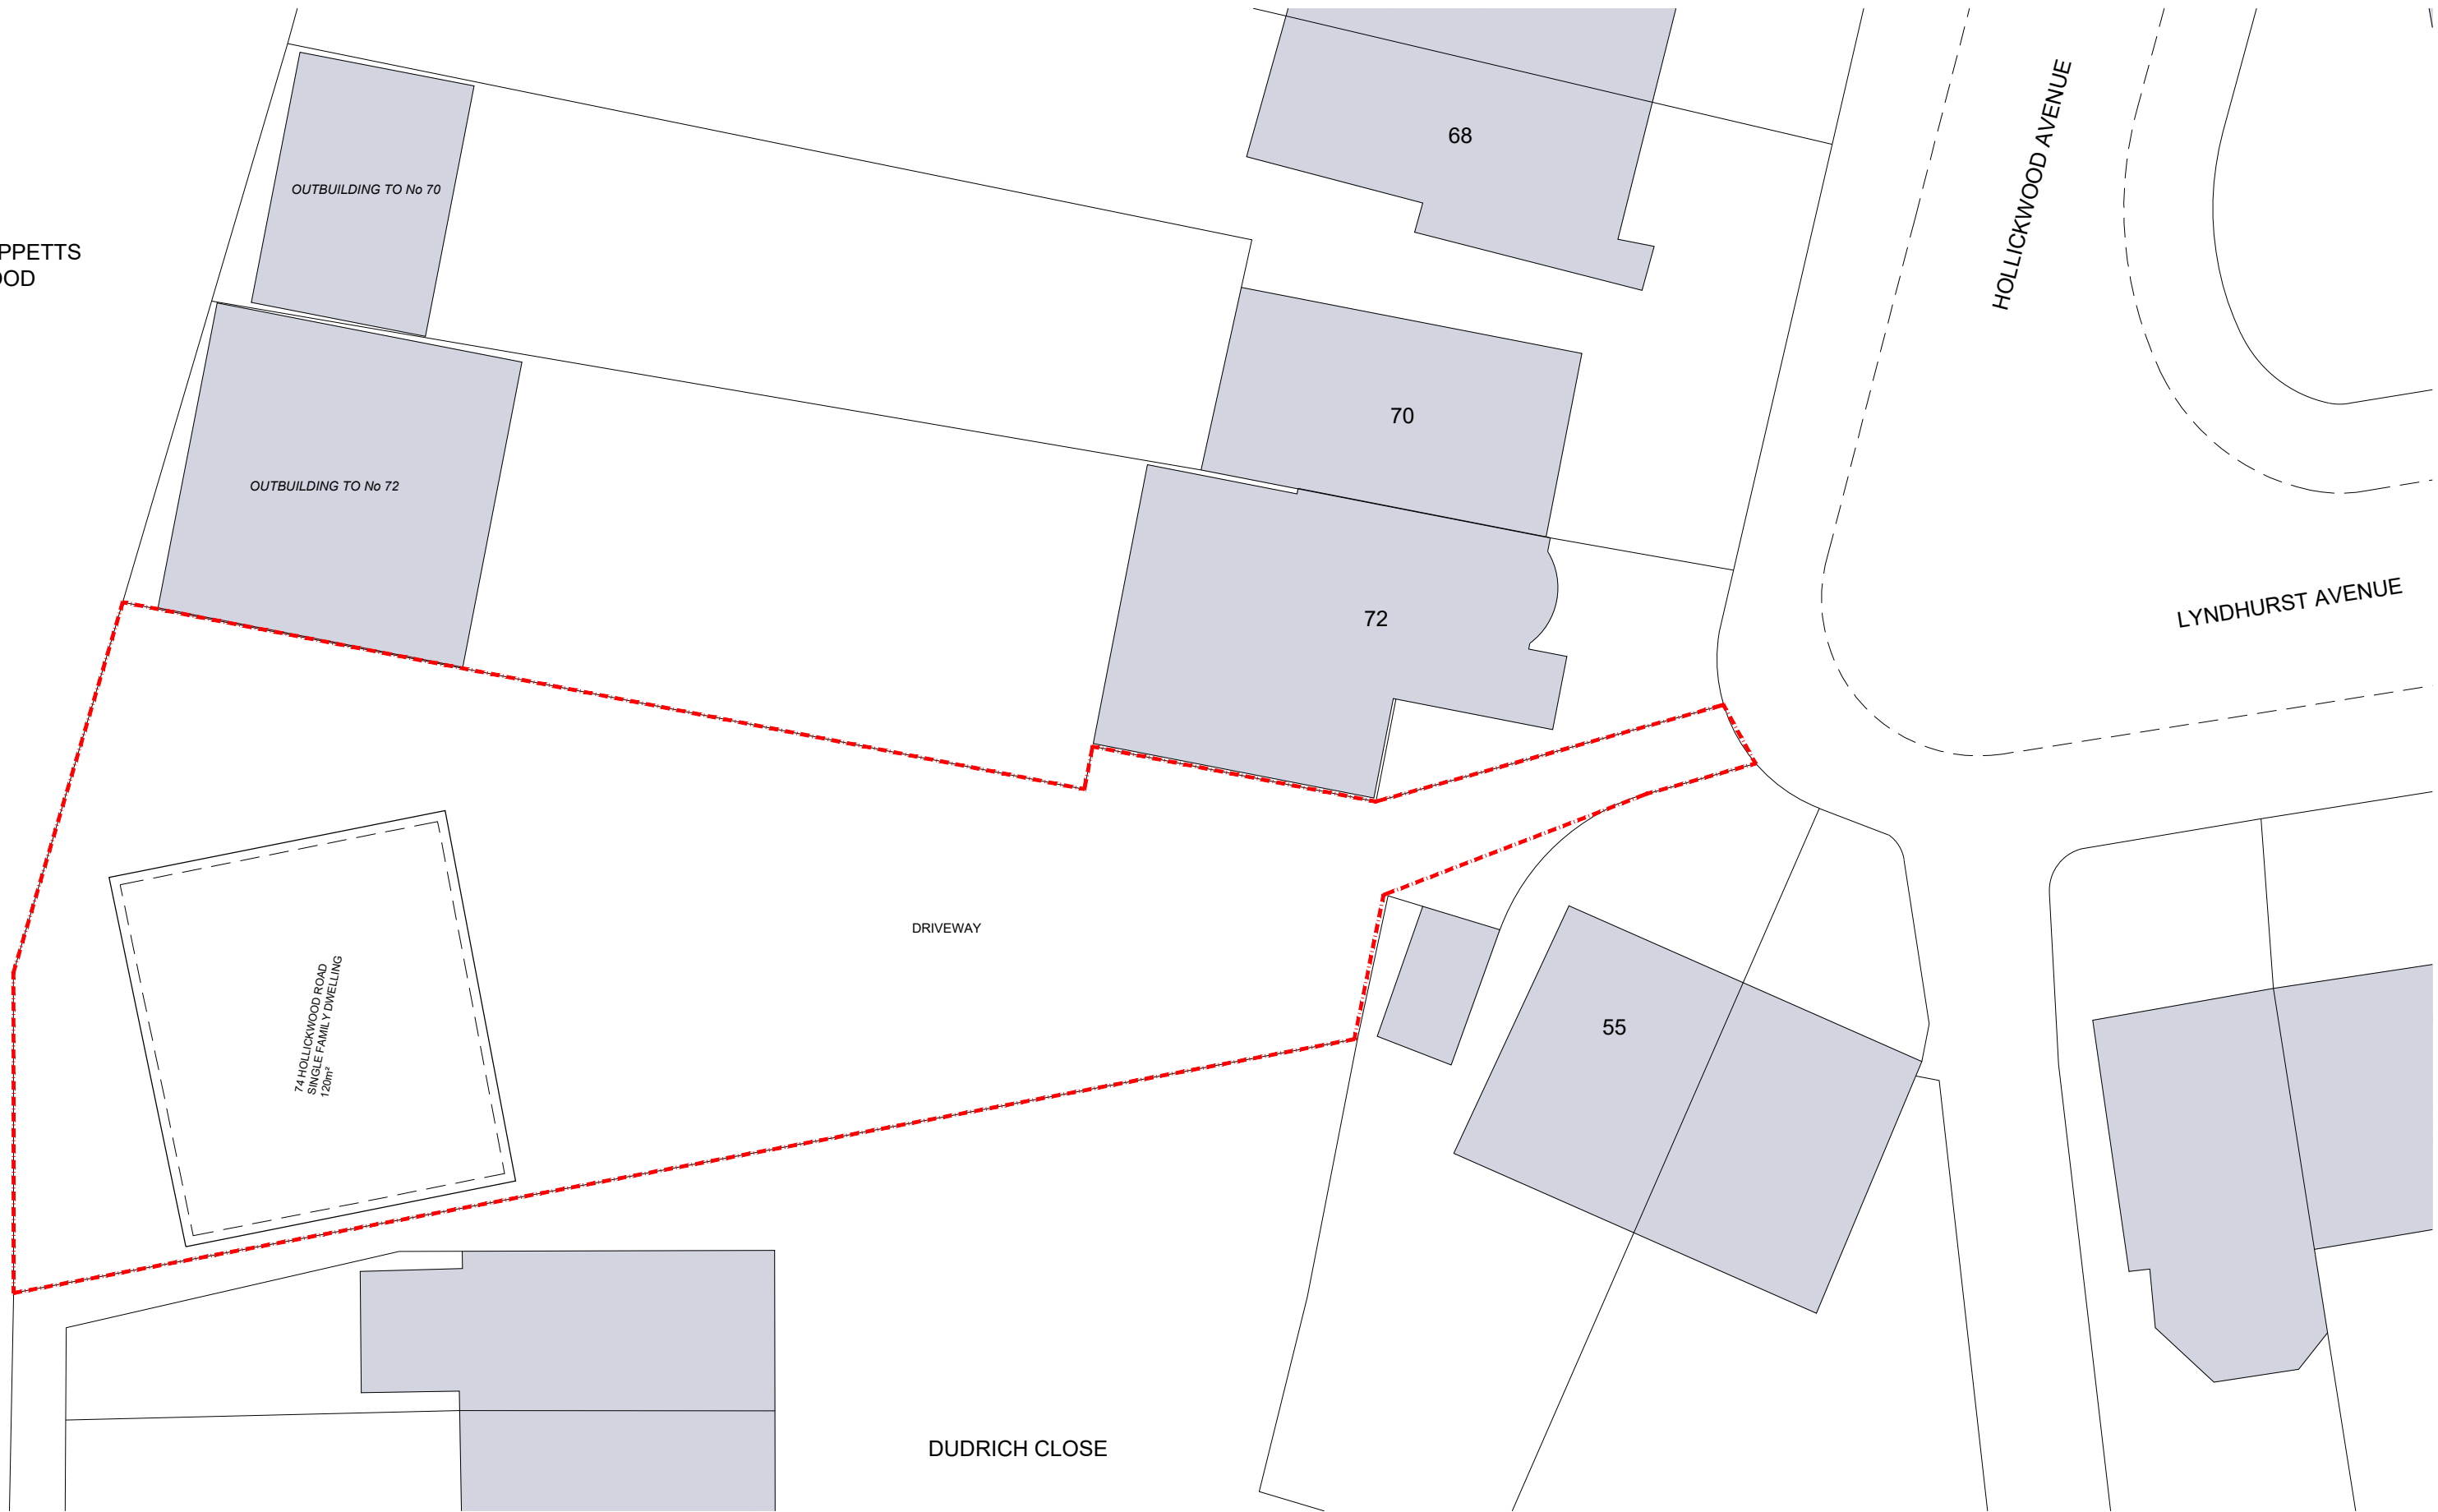 68
HOLLICKWOOD AVENUE
OUTBUILDING TO No 70
PPETTS
OOD
70
OUTBUILDING TO No 72
72
LYNDHURST AVENUE
DRIVEWAY
74 HOLLICKWOOD ROAD
SINGLE FAMILY DWELLING
120m²
55
DUDRICH CLOSE